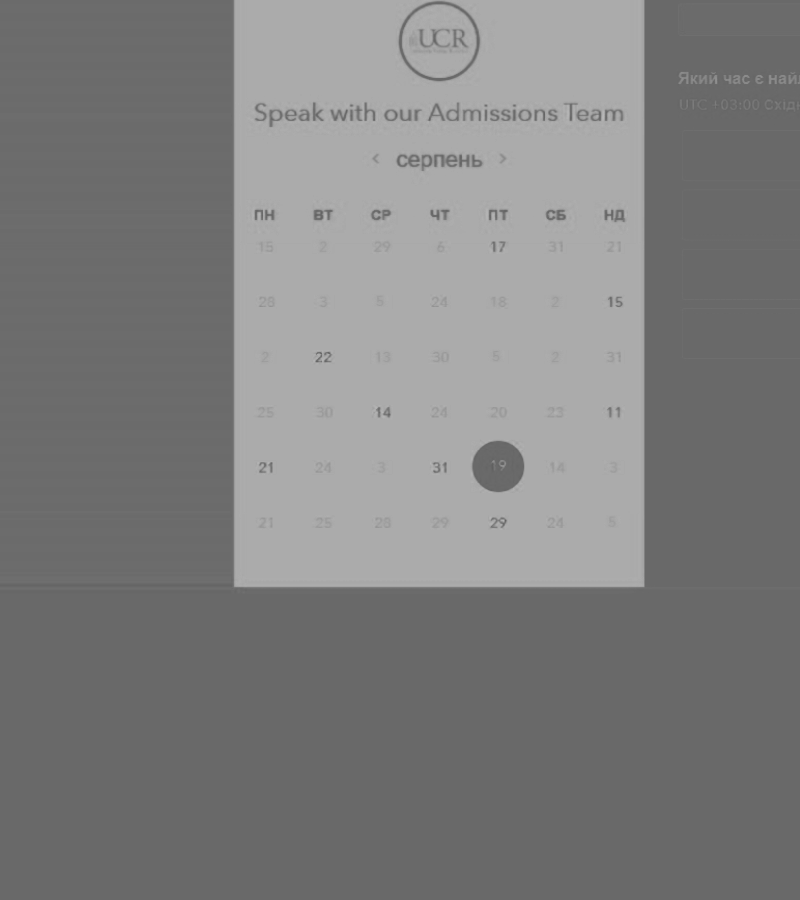 UCR
Speak with our Admissions Team
‹ серпень ›
ПН ВТ СР ЧТ ПТ СБ НД
15 2 29 6 17 31 21
28 3 5 24 18 2 15
2 22 13 30 5 2 31
25 30 14 24 20 23 11
21 24 3 31 19 14 3
21 25 28 29 29 24 5
Який час є най
UTC +03:00 Схід